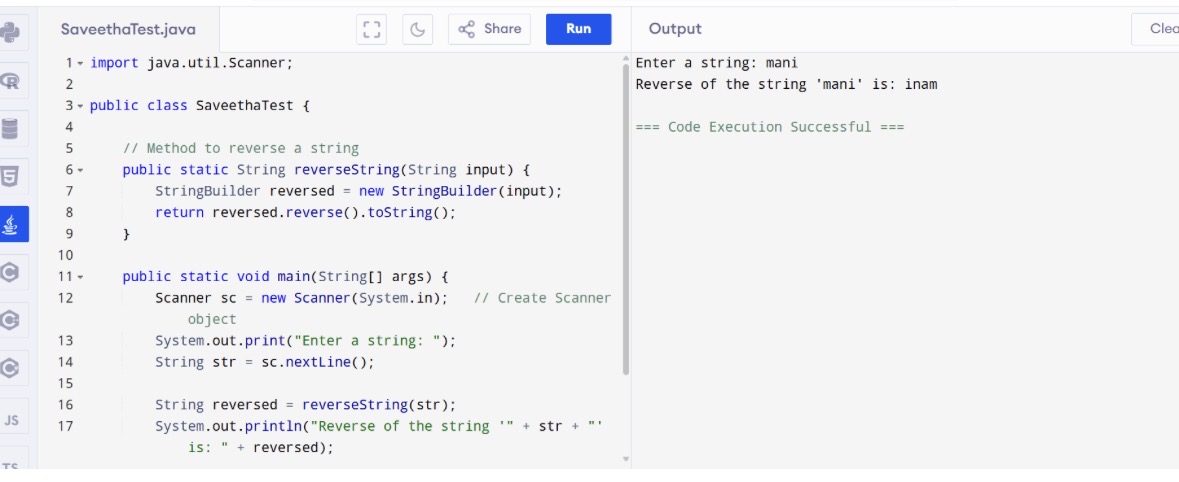 SaveethaTest.java
Share
Run
Output
Clea
1 import java.util.Scanner;
2
3 public class SaveethaTest {
4
5     // Method to reverse a string
6     public static String reverseString(String input) {
7         StringBuilder reversed = new StringBuilder(input);
8         return reversed.reverse().toString();
9     }
10
11     public static void main(String[] args) {
12         Scanner sc = new Scanner(System.in);   // Create Scanner
            object
13         System.out.print("Enter a string: ");
14         String str = sc.nextLine();
15
16         String reversed = reverseString(str);
17         System.out.println("Reverse of the string '" + str + "'
            is: " + reversed);
Enter a string: mani
Reverse of the string 'mani' is: inam
=== Code Execution Successful ===
R
5
C
C
C
JS
TS